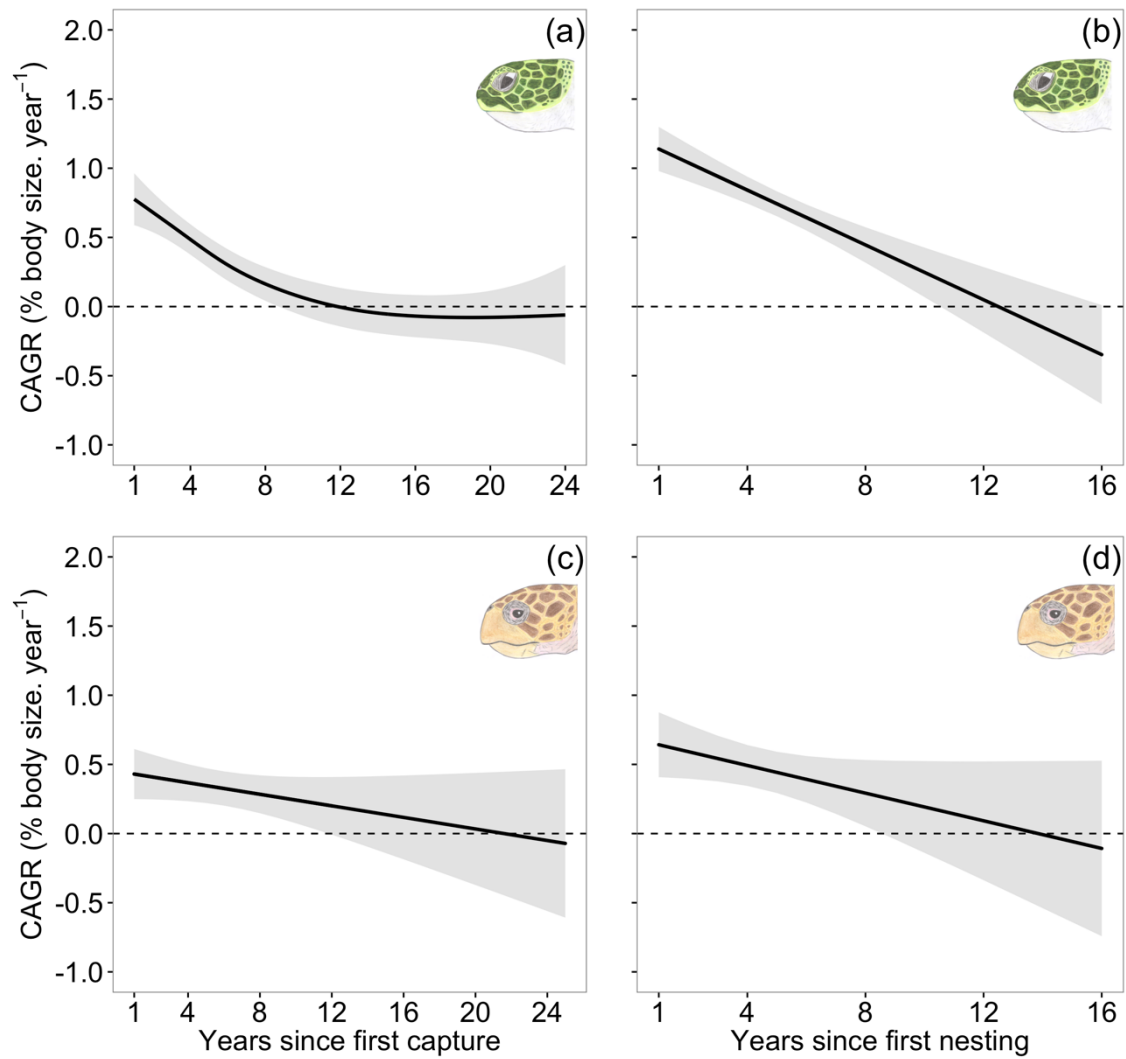 (a)
(b)
CAGR (% body size. year⁻¹)
2.0
1.5
1.0
0.5
0.0
-0.5
-1.0
1 4 8 12 16 20 24
1 4 8 12 16
(c)
(d)
CAGR (% body size. year⁻¹)
2.0
1.5
1.0
0.5
0.0
-0.5
-1.0
1 4 8 12 16 20 24
1 4 8 12 16
Years since first capture
Years since first nesting